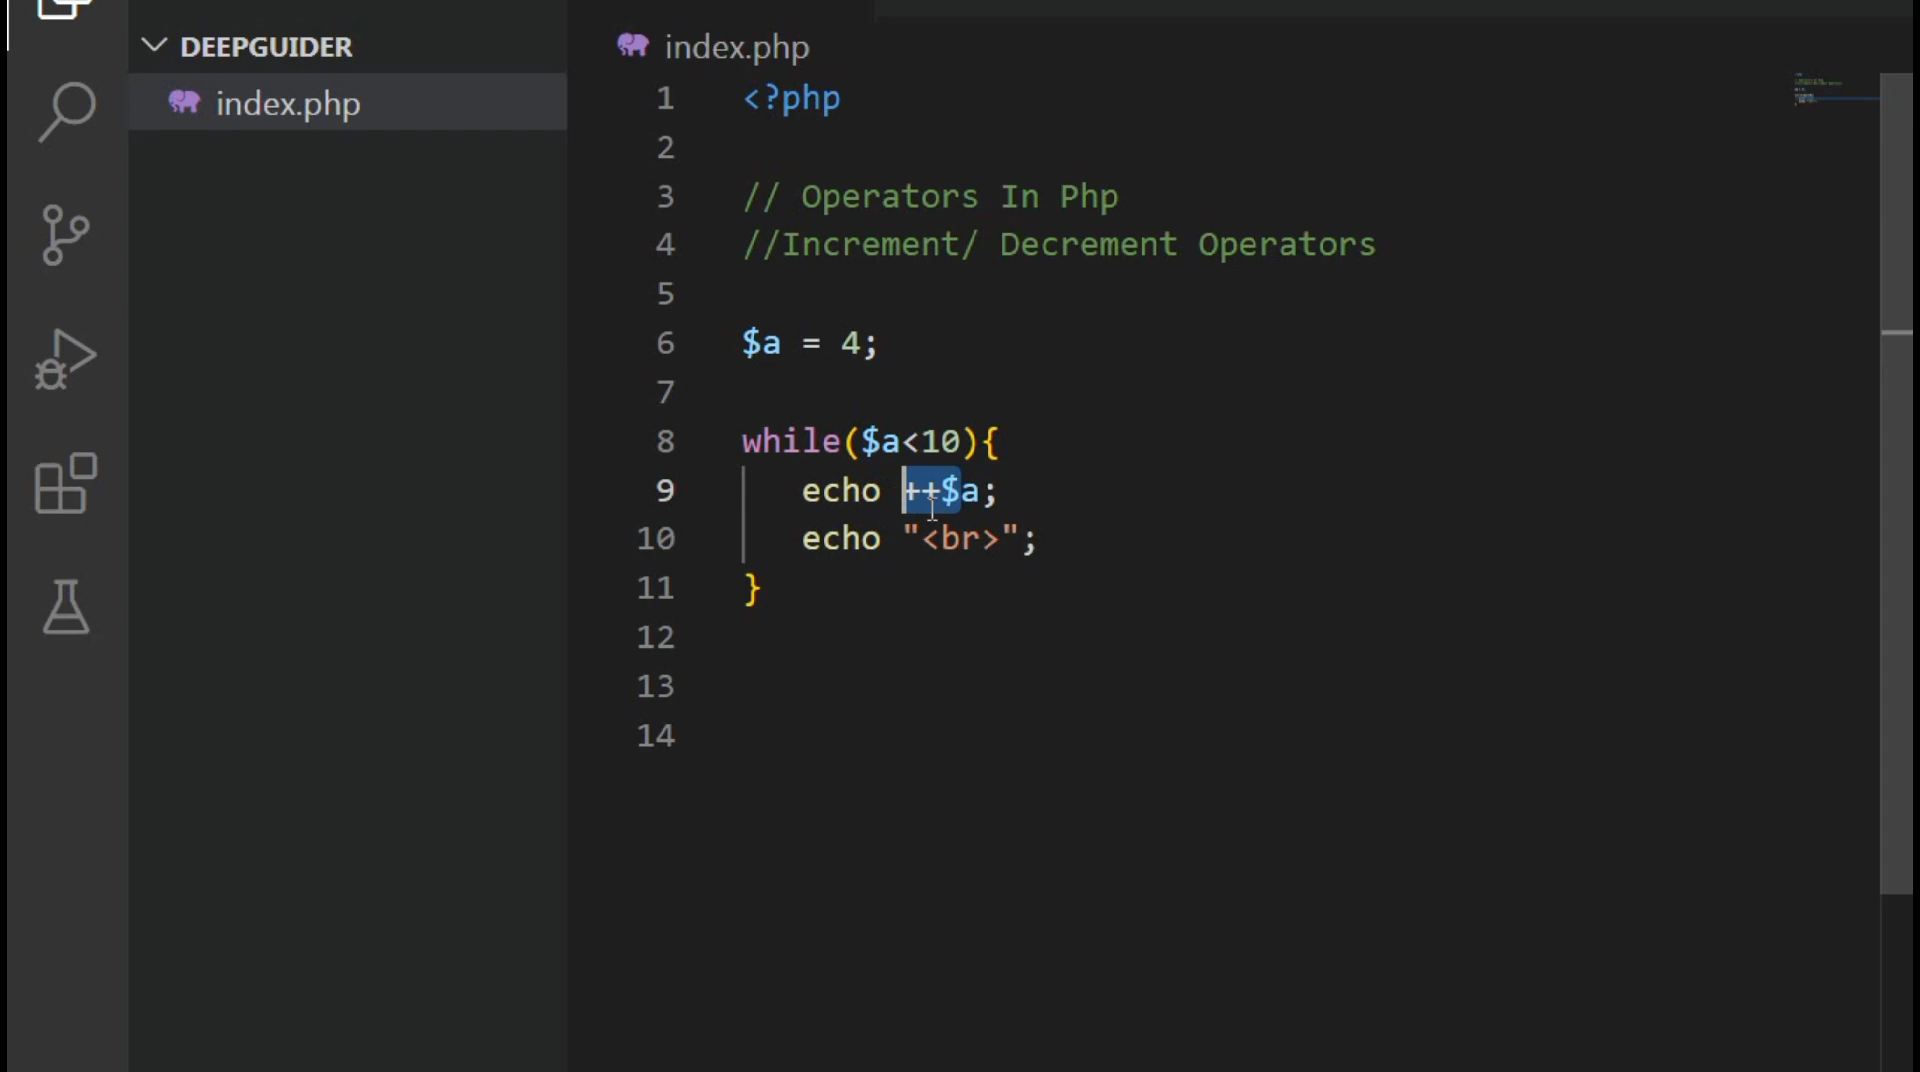 DEEPGUIDER
index.php
index.php
1 <?php
2
3 // Operators In Php
4 //Increment/ Decrement Operators
5
6 $a = 4;
7
8 while($a<10){
9 echo ++$a;
10 echo "<br>";
11 }
12
13
14